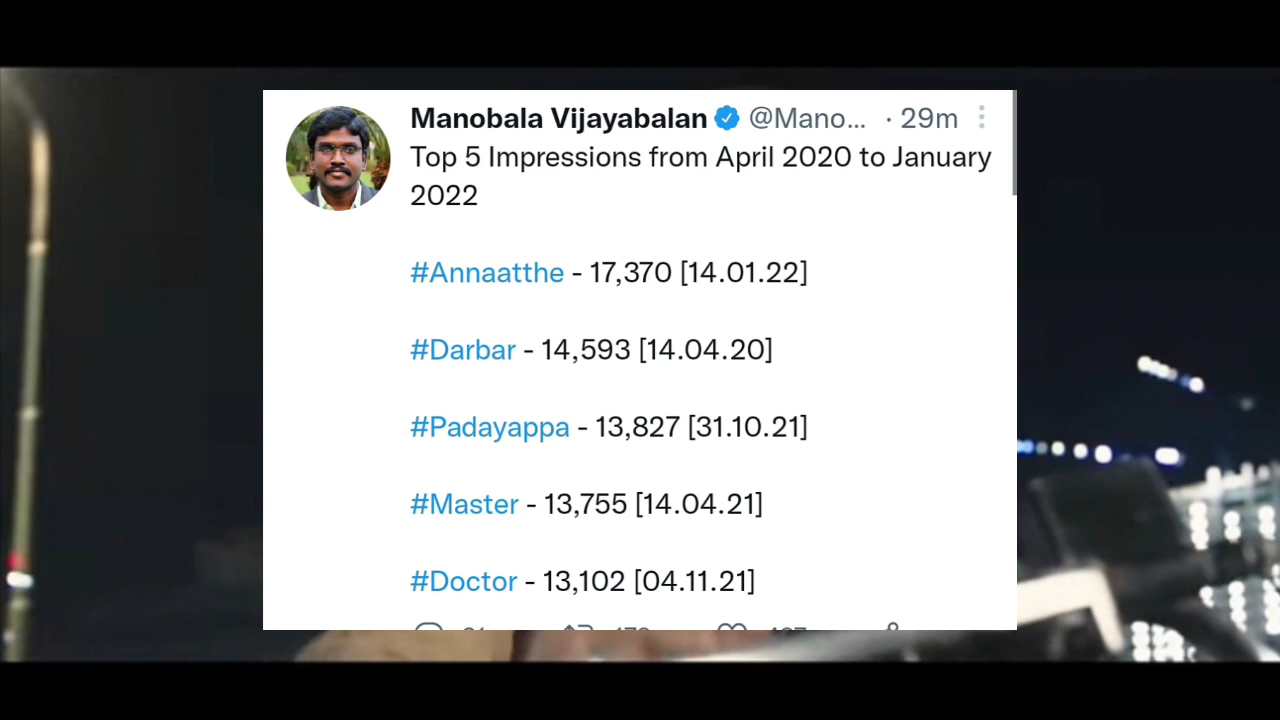 Manobala Vijayabalan @Mano... · 29m
Top 5 Impressions from April 2020 to January
2022
#Annaatthe - 17,370 [14.01.22]
#Darbar - 14,593 [14.04.20]
#Padayappa - 13,827 [31.10.21]
#Master - 13,755 [14.04.21]
#Doctor - 13,102 [04.11.21]